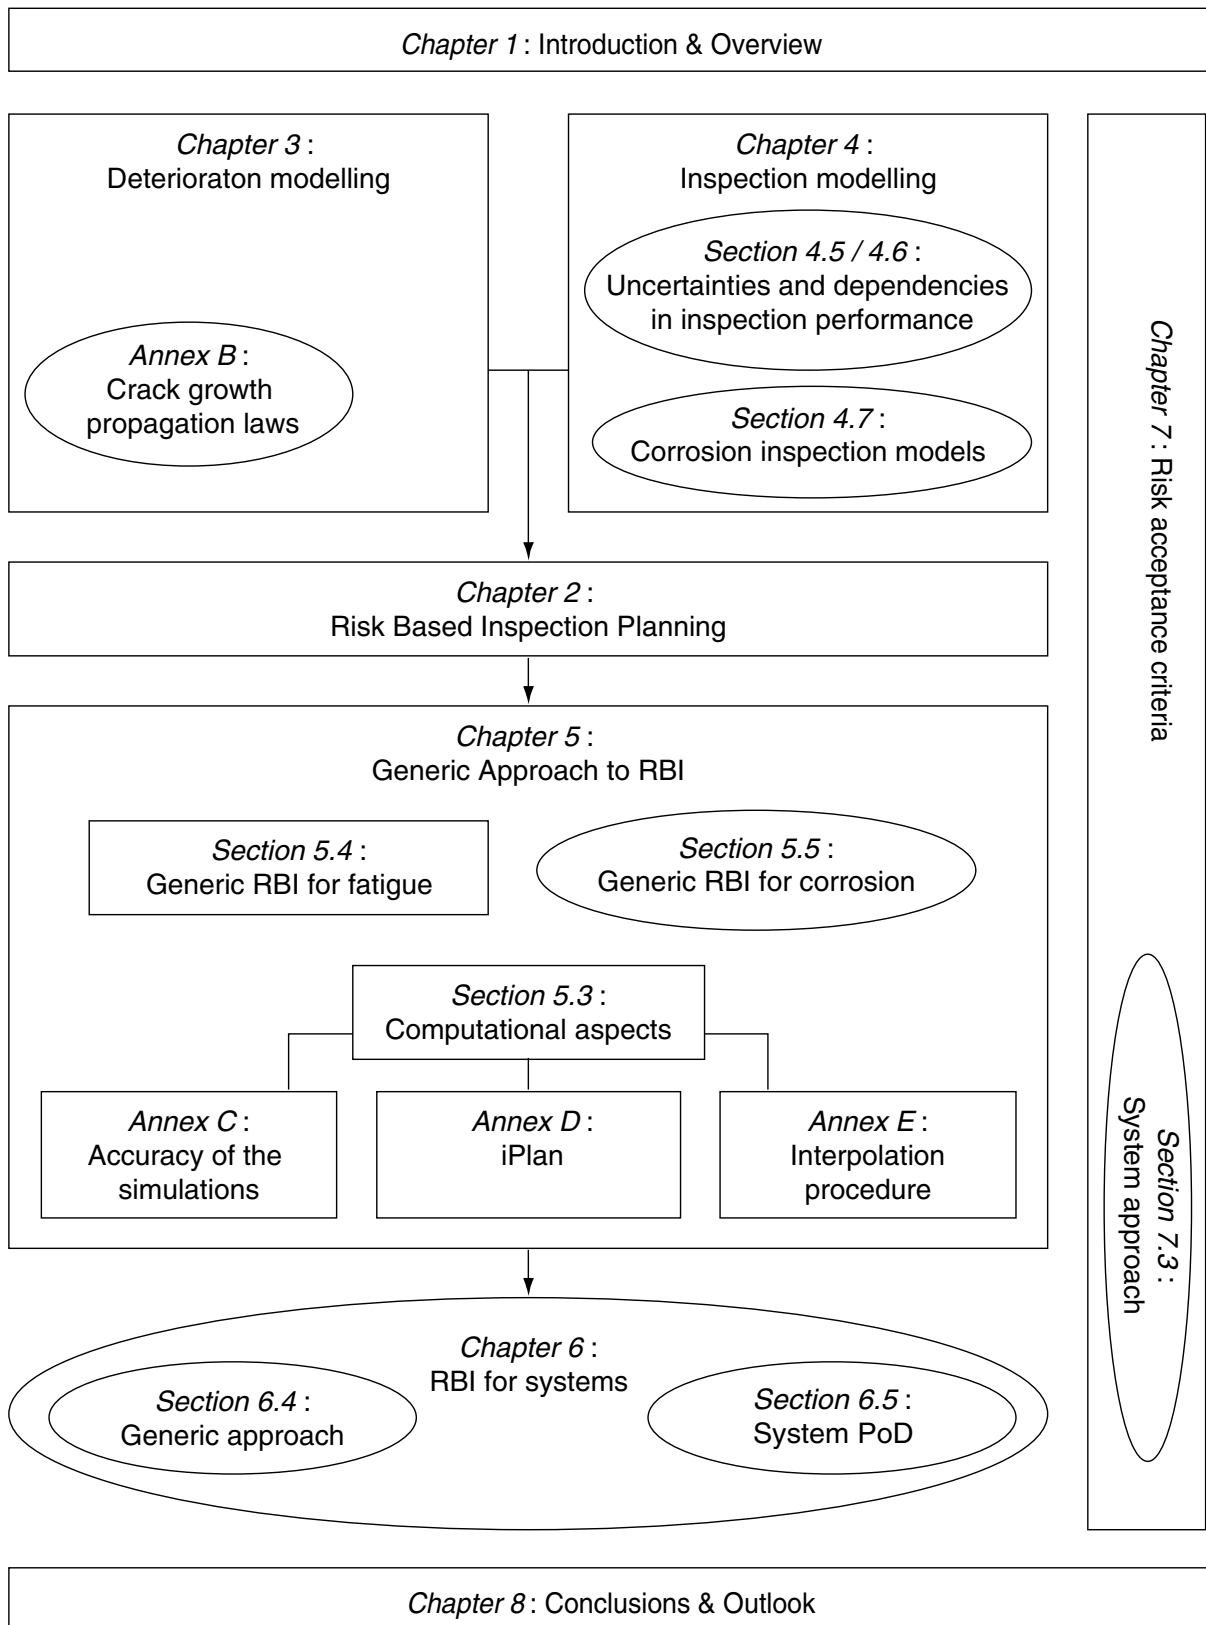 Chapter 1 : Introduction & Overview
Chapter 3 :
Deterioraton modelling
Annex B :
Crack growth
propagation laws
Chapter 4 :
Inspection modelling
Section 4.5 / 4.6 :
Uncertainties and dependencies
in inspection performance
Section 4.7 :
Corrosion inspection models
Chapter 2 :
Risk Based Inspection Planning
Chapter 5 :
Generic Approach to RBI
Section 5.4 :
Generic RBI for fatigue
Section 5.5 :
Generic RBI for corrosion
Section 5.3 :
Computational aspects
Annex C :
Accuracy of the
simulations
Annex D :
iPlan
Annex E :
Interpolation
procedure
Chapter 6 :
RBI for systems
Section 6.4 :
Generic approach
Section 6.5 :
System PoD
Chapter 7 : Risk acceptance criteria
Section 7.3 :
System approach
Chapter 8 : Conclusions & Outlook